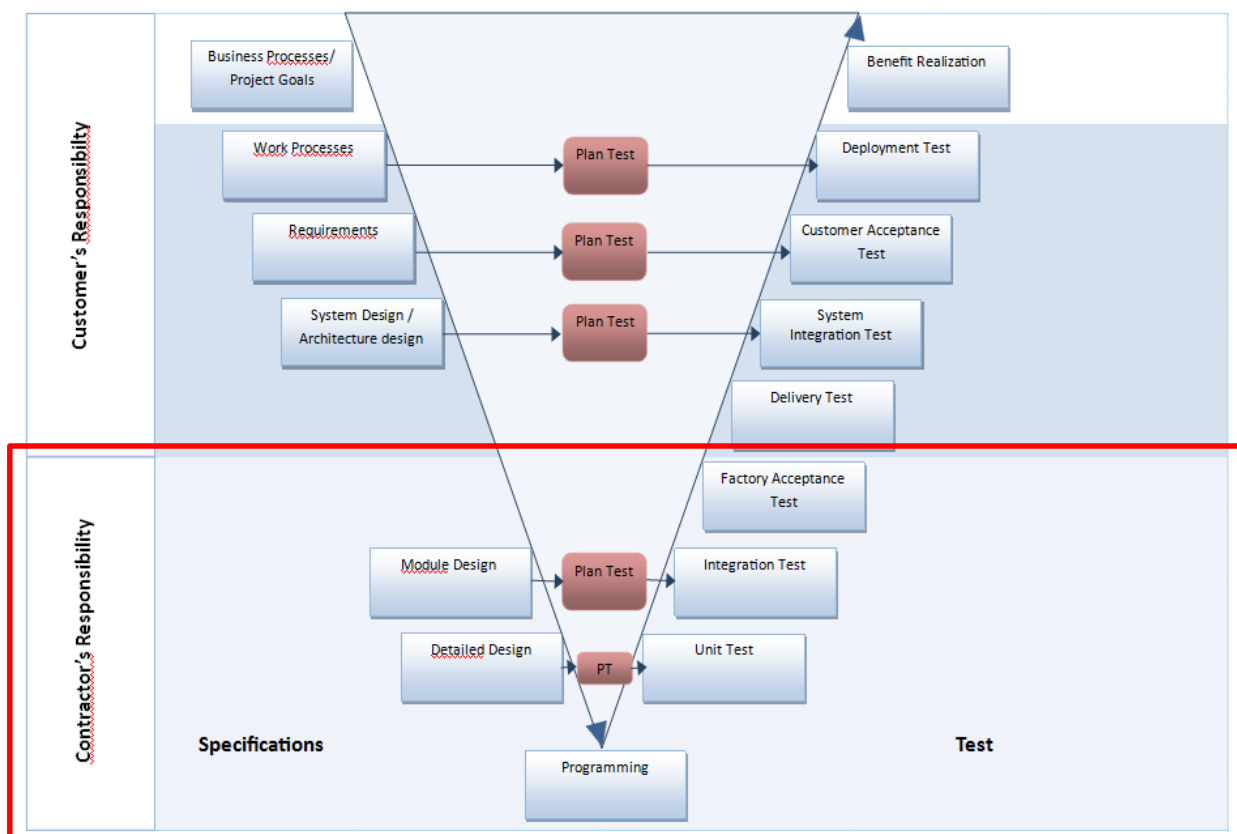 Business Processes/
Project Goals
Benefit Realization
Customer's Responsibilty
Work Processes
Plan Test
Deployment Test
Requirements
Plan Test
Customer Acceptance
Test
System Design /
Architecture design
Plan Test
System
Integration Test
Delivery Test
Contractor's Responsibility
Factory Acceptance
Test
Module Design
Plan Test
Integration Test
Detailed Design
PT
Unit Test
Specifications
Test
Programming